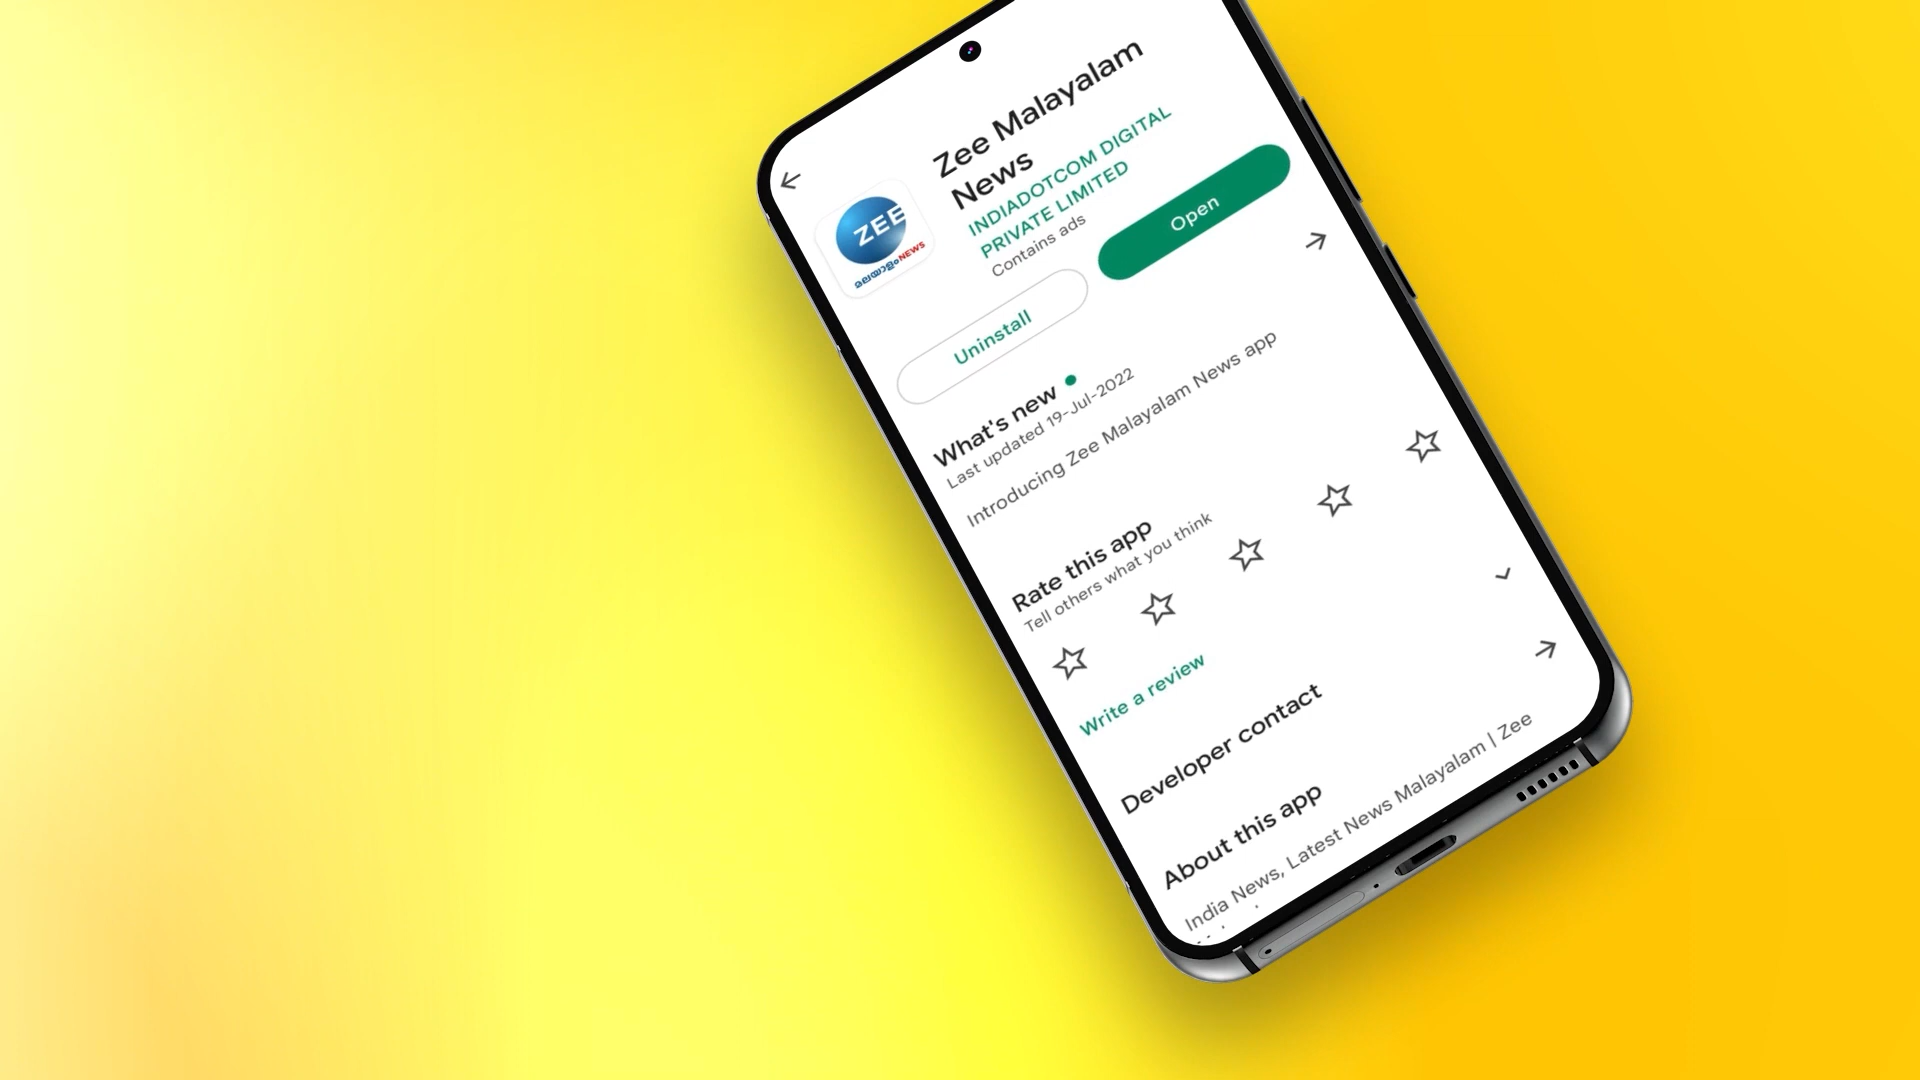 Zee Malayalam
News
INDIADOTCOM DIGITAL
PRIVATE LIMITED
Contains ads
ZEE
മലയാളം NEWS
Uninstall
Open
What's new
Last updated 19-Jul-2022
Introducing Zee Malayalam News app
Rate this app
Tell others what you think
Write a review
Developer contact
About this app
India News, Latest News Malayalam | Zee